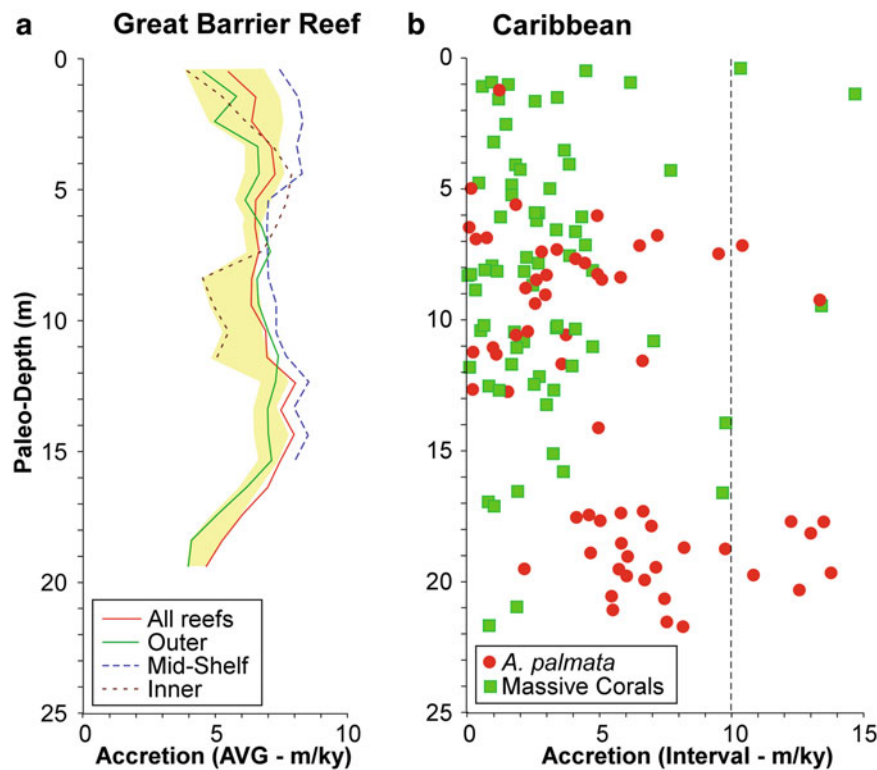 a Great Barrier Reef
Paleo-Depth (m)
0
5
10
15
20
25
All reefs
Outer
Mid-Shelf
Inner
0 5 10
Accretion (AVG - m/ky)
b Caribbean
0
5
10
15
20
25
A. palmata
Massive Corals
0 5 10 15
Accretion (Interval - m/ky)